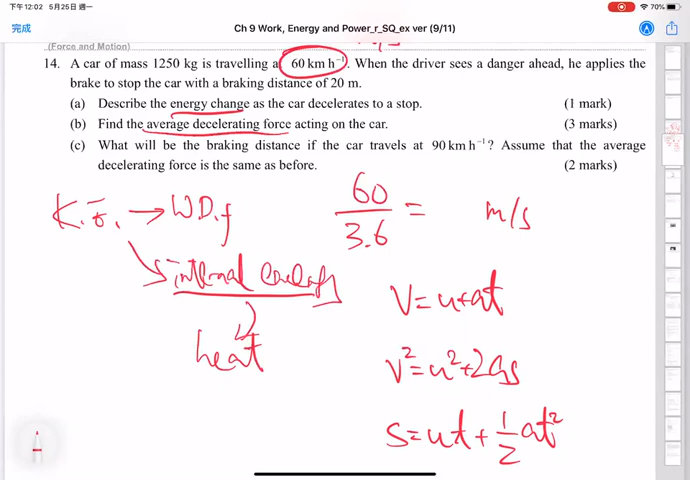 下午12:02 5月25日 週一
70%
完成
Ch 9 Work, Energy and Power_r_SQ_ex ver (9/11)
(Force and Motion)
14. A car of mass 1250 kg is travelling a 60 km h⁻¹. When the driver sees a danger ahead, he applies the
brake to stop the car with a braking distance of 20 m.
(a) Describe the energy change as the car decelerates to a stop. (1 mark)
(b) Find the average decelerating force acting on the car. (3 marks)
(c) What will be the braking distance if the car travels at 90 km h⁻¹? Assume that the average
decelerating force is the same as before. (2 marks)
K.E. → W.D.f
60/3.6 = m/s
internal energy
heat
V=u+at
v²=u²+2as
s=ut+½at²